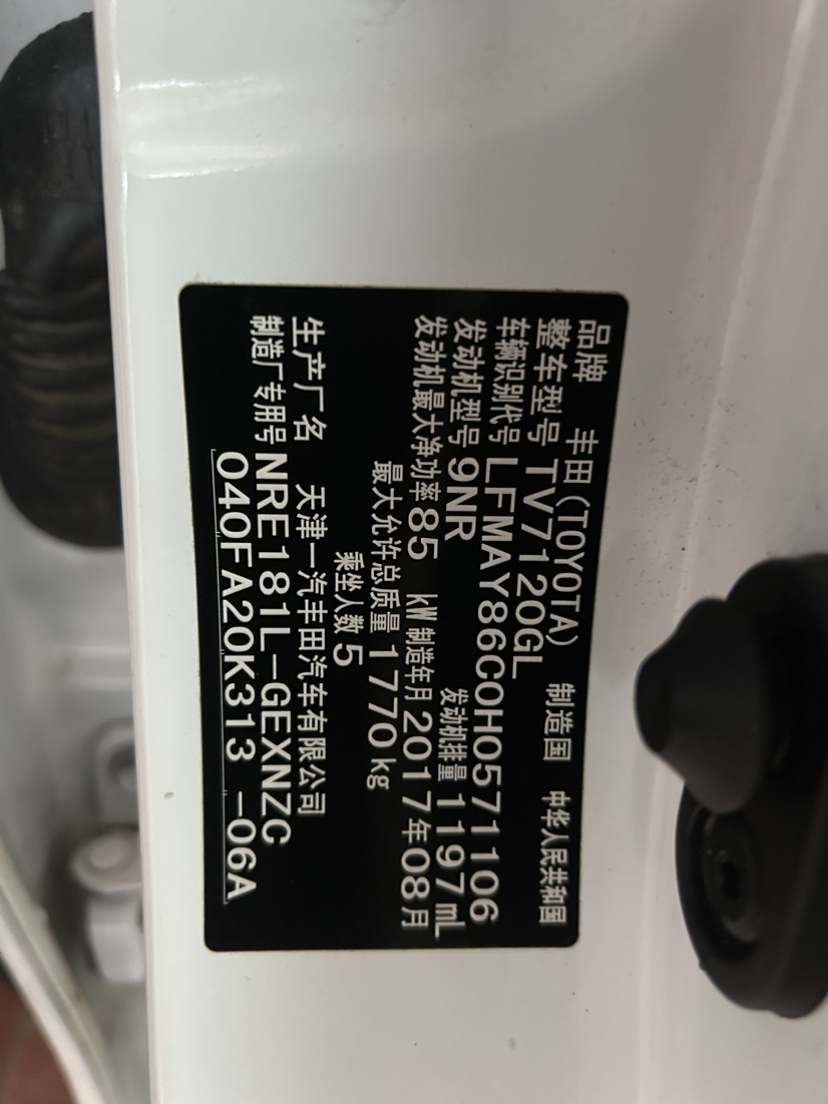 品牌 丰田(TOYOTA) 制造国 中华人民共和国
整车型号 TV7120GL
车辆识别代号 LFMAY86C0H0571106
发动机型号 9NR 发动机排量 1197mL
发动机最大净功率 85 kW 制造年月 2017年08月
最大允许总质量 1770 kg
乘坐人数 5
生产厂名 天津一汽丰田汽车有限公司
制造厂专用号 NRE181L-GEXNZC
040FA20K313 -06A